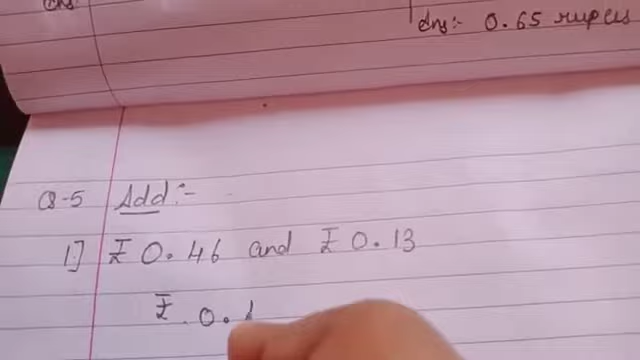 Ans:- 0.65 rupees
Q-5 Add:-
1] ₹ 0.46 and ₹ 0.13
₹ 0.